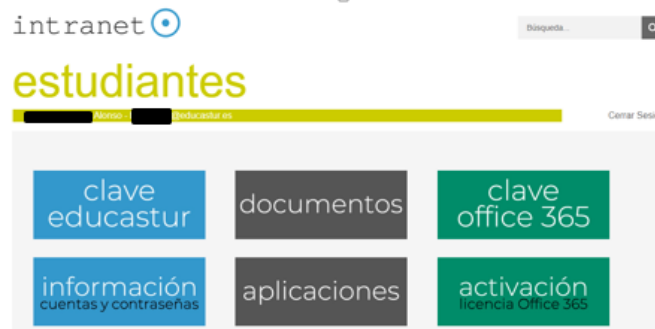 intranet
Búsqueda...
estudiantes
Alonso - @educastur.es
Cerrar Sesi
clave educastur
documentos
clave office 365
información cuentas y contraseñas
aplicaciones
activación licencia Office 365